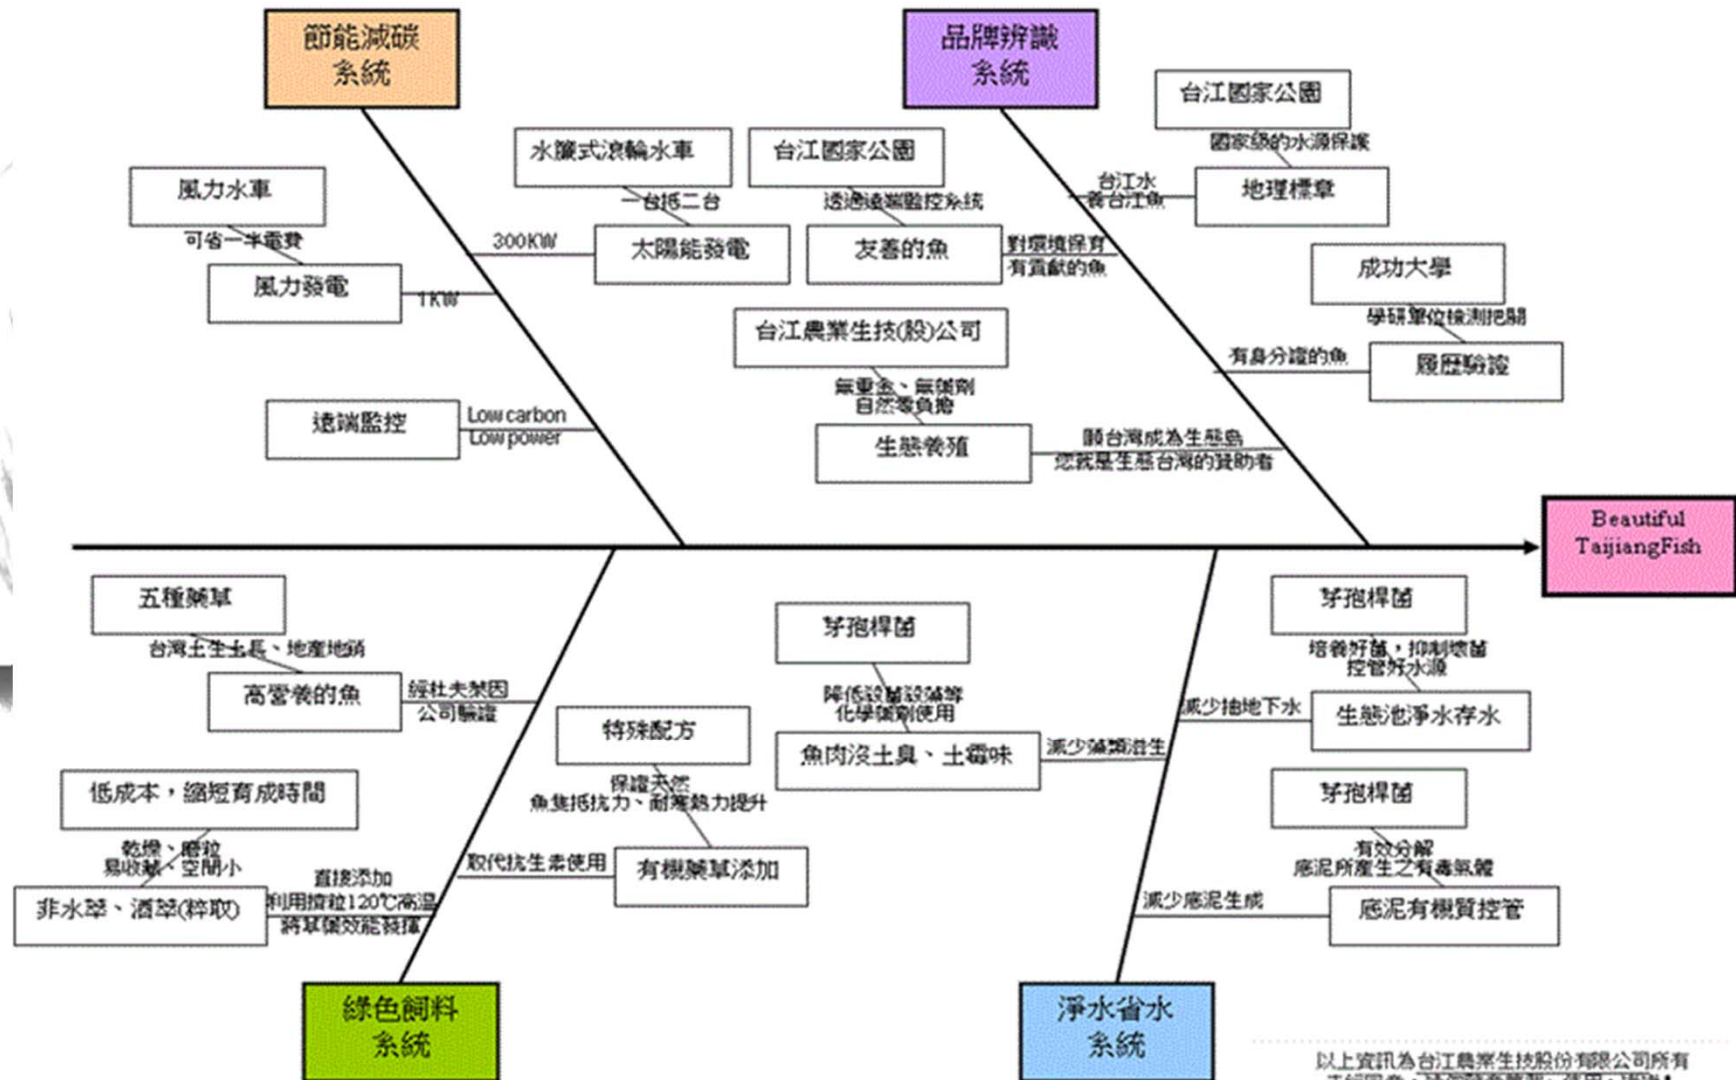 節能減碳
系統
品牌辨識
系統
台江國家公園
國家級的水源保護
台江水
養台江魚
地理標章
水簾式滾輪水車
一台抵二台
300KW
太陽能發電
台江國家公園
透過遠端監控系統
友善的魚
對環境保育
有貢獻的魚
風力水車
可省一半電費
風力發電
1KW
成功大學
學研單位檢測把關
有身分證的魚
履歷驗證
台江農業生技(股)公司
無重金、無藥劑
自然零負擔
生態養殖
願台灣成為生態島
您就是生態台灣的贊助者
遠端監控
Low carbon
Low power
Beautiful
TaijiangFish
五種藥草
台灣土生土長、地產地銷
高營養的魚
經杜夫萊因
公司驗證
特殊配方
保證天然
魚隻抵抗力、耐寒熱力提升
取代抗生素使用
有機藥草添加
低成本，縮短育成時間
乾燥、磨粒
易收藏、空間小
非水萃、酒萃(粹取)
直接添加
利用擠粒120℃高溫
將草藥效能發揮
芽孢桿菌
降低殺菌殺藻等
化學藥劑使用
魚肉沒土臭、土霉味
減少藻類滋生
芽孢桿菌
培養好菌，抑制壞菌
控管好水源
減少抽地下水
生態池淨水存水
芽孢桿菌
有效分解
底泥所產生之有毒氣體
減少底泥生成
底泥有機質控管
綠色飼料
系統
淨水省水
系統
以上資訊為台江農業生技股份有限公司所有